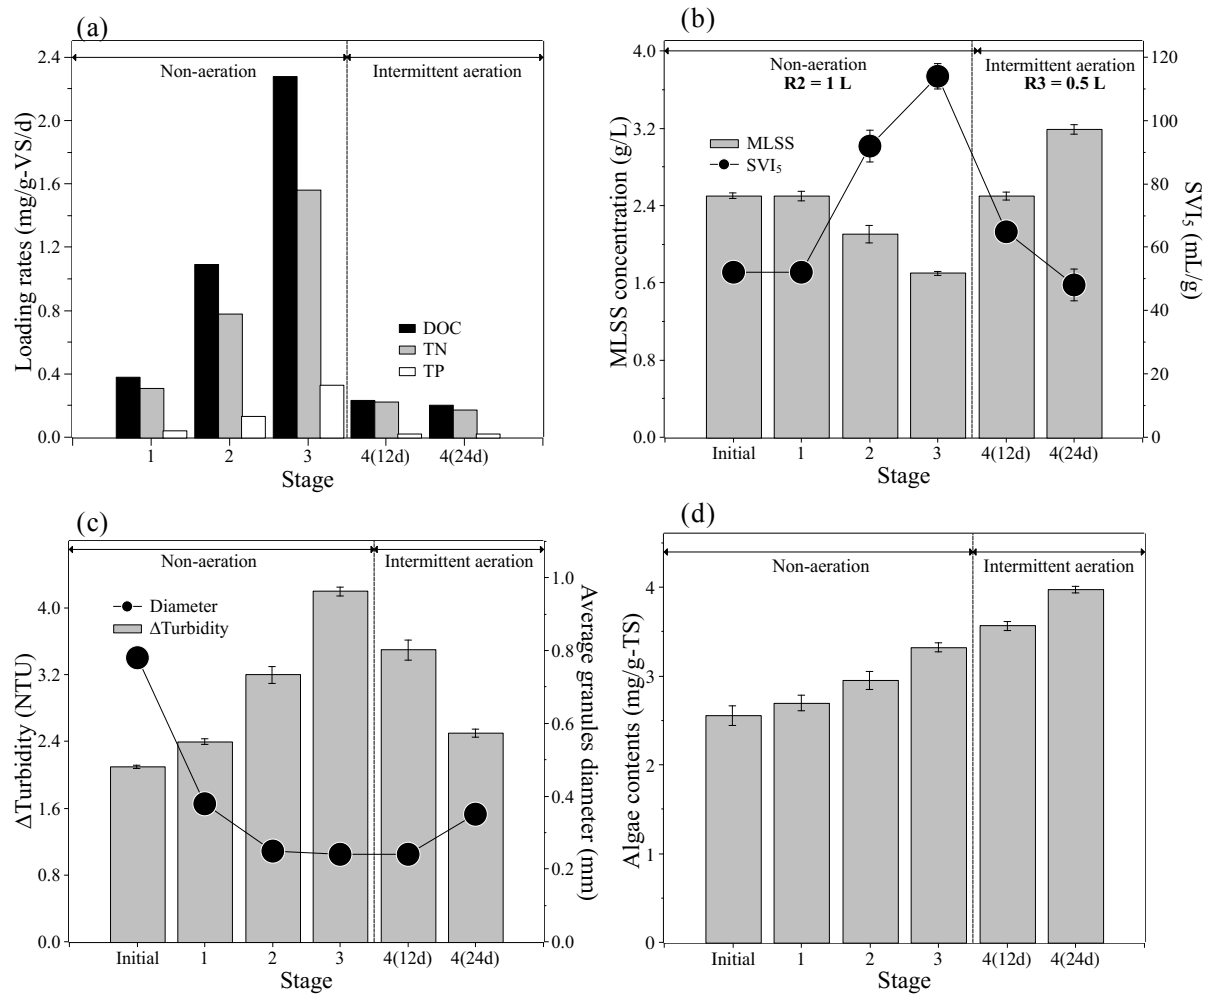 (a)
Non-aeration
Intermittent aeration
Loading rates (mg/g-VS/d)
2.4
2.0
1.6
1.2
0.8
0.4
0.0
DOC
TN
TP
1
2
3
4(12d)
4(24d)
Stage
(b)
Non-aeration
R2 = 1 L
Intermittent aeration
R3 = 0.5 L
MLSS concentration (g/L)
4.0
3.2
2.4
1.6
0.8
0.0
MLSS
SVI₅
120
100
80
60
40
20
0
SVI₅ (mL/g)
Initial
1
2
3
4(12d)
4(24d)
Stage
(c)
Non-aeration
Intermittent aeration
ΔTurbidity (NTU)
4.0
3.2
2.4
1.6
0.8
0.0
Diameter
ΔTurbidity
1.0
0.8
0.6
0.4
0.2
0.0
Average granules diameter (mm)
Initial
1
2
3
4(12d)
4(24d)
Stage
(d)
Non-aeration
Intermittent aeration
Algae contents (mg/g-TS)
4
3
2
1
0
Initial
1
2
3
4(12d)
4(24d)
Stage